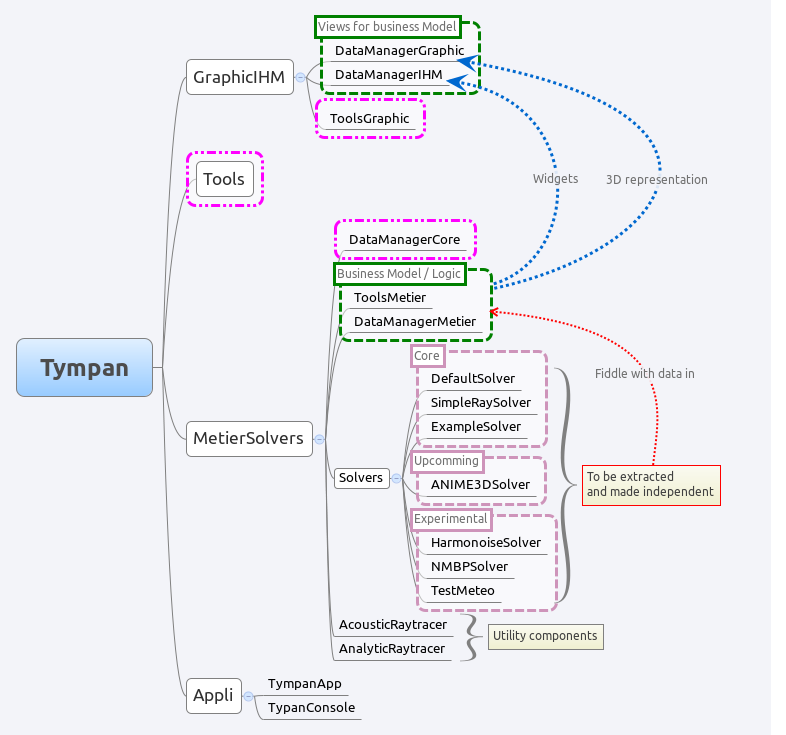 Views for business Model
DataManagerGraphic
GraphicIHM
DataManagerIHM
ToolsGraphic
Tools
Widgets
3D representation
DataManagerCore
Business Model / Logic
ToolsMetier
DataManagerMetier
Core
Tympan
DefaultSolver
Fiddle with data in
SimpleRaySolver
ExampleSolver
MetierSolvers
Upcomming
Solvers
ANIME3DSolver
To be extracted
and made independent
Experimental
HarmonoiseSolver
NMBPSolver
TestMeteo
AcousticRaytracer
Utility components
AnalyticRaytracer
TympanApp
Appli
TypanConsole